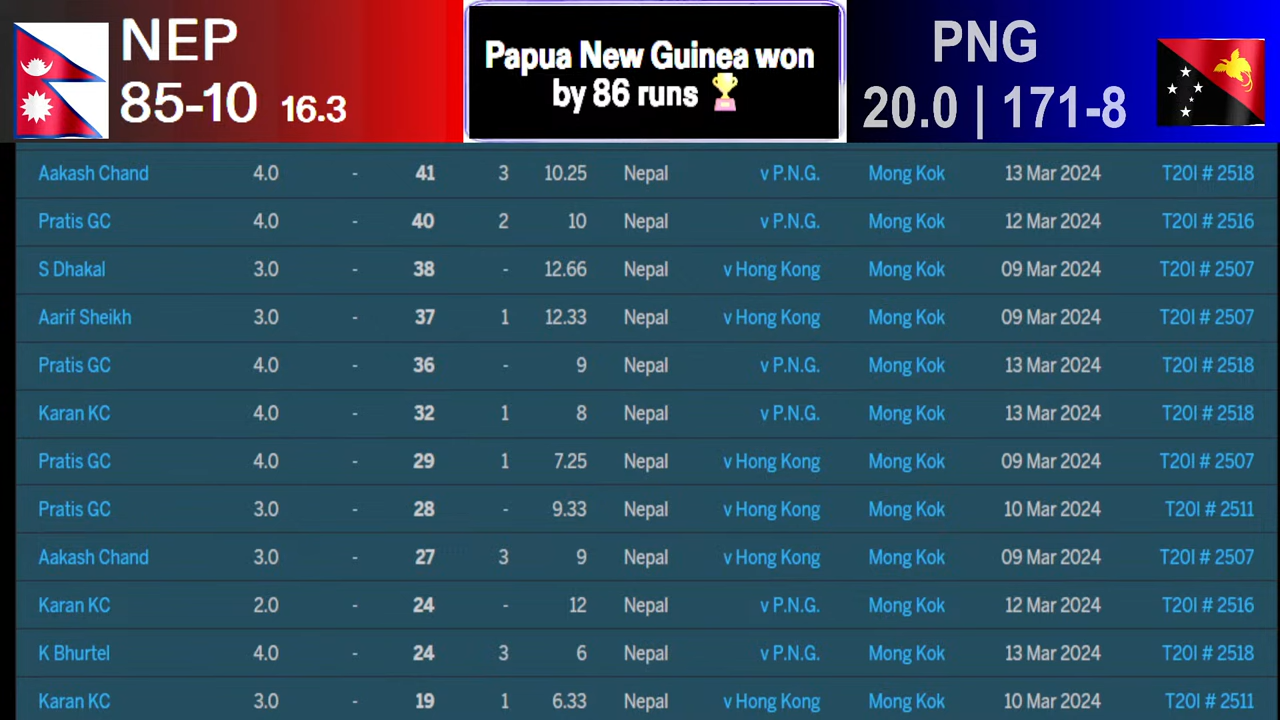 NEP
85-10 16.3
Papua New Guinea won
by 86 runs 🏆
PNG
20.0 | 171-8
Aakash Chand 4.0 - 41 3 10.25 Nepal v P.N.G. Mong Kok 13 Mar 2024 T20I # 2518
Pratis GC 4.0 - 40 2 10 Nepal v P.N.G. Mong Kok 12 Mar 2024 T20I # 2516
S Dhakal 3.0 - 38 - 12.66 Nepal v Hong Kong Mong Kok 09 Mar 2024 T20I # 2507
Aarif Sheikh 3.0 - 37 1 12.33 Nepal v Hong Kong Mong Kok 09 Mar 2024 T20I # 2507
Pratis GC 4.0 - 36 - 9 Nepal v P.N.G. Mong Kok 13 Mar 2024 T20I # 2518
Karan KC 4.0 - 32 1 8 Nepal v P.N.G. Mong Kok 13 Mar 2024 T20I # 2518
Pratis GC 4.0 - 29 1 7.25 Nepal v Hong Kong Mong Kok 09 Mar 2024 T20I # 2507
Pratis GC 3.0 - 28 - 9.33 Nepal v Hong Kong Mong Kok 10 Mar 2024 T20I # 2511
Aakash Chand 3.0 - 27 3 9 Nepal v Hong Kong Mong Kok 09 Mar 2024 T20I # 2507
Karan KC 2.0 - 24 - 12 Nepal v P.N.G. Mong Kok 12 Mar 2024 T20I # 2516
K Bhurtel 4.0 - 24 3 6 Nepal v P.N.G. Mong Kok 13 Mar 2024 T20I # 2518
Karan KC 3.0 - 19 1 6.33 Nepal v Hong Kong Mong Kok 10 Mar 2024 T20I # 2511